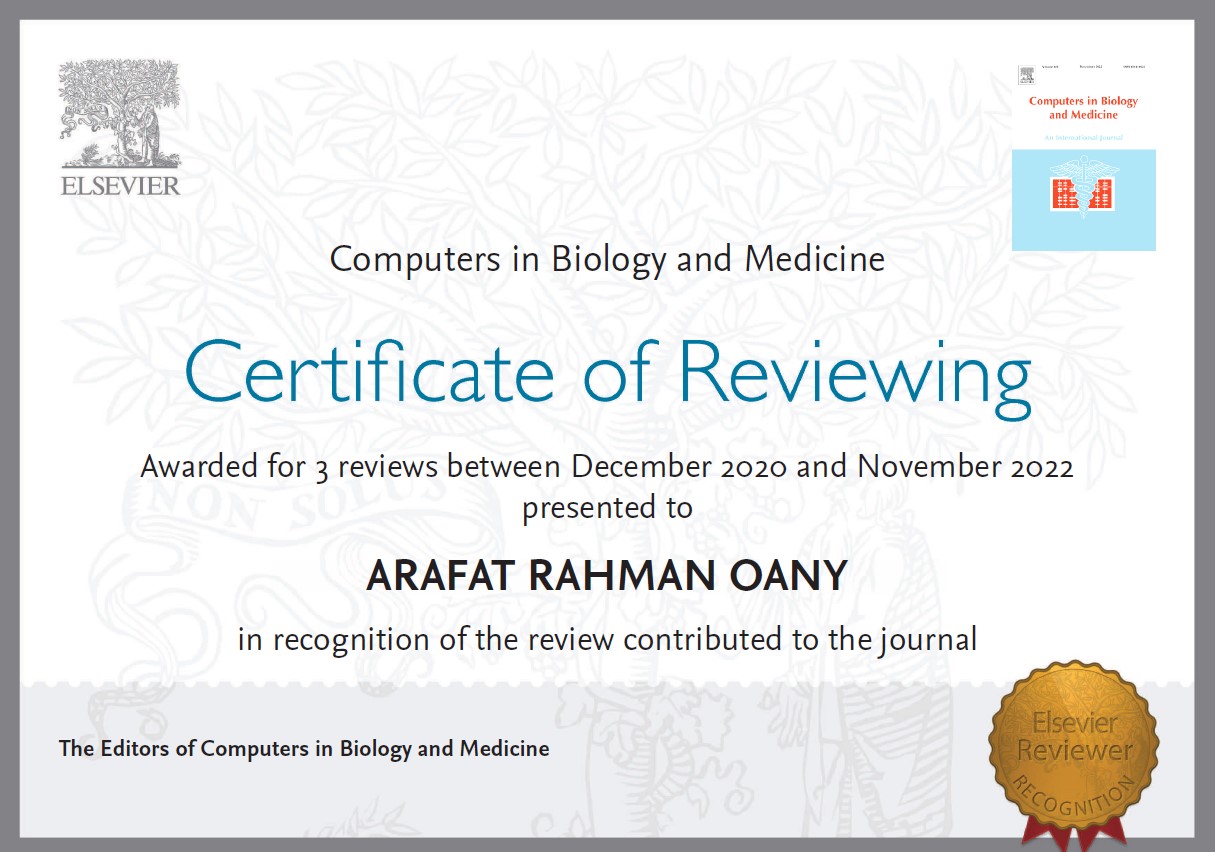 ELSEVIER
Computers in Biology
and Medicine
An International Journal
Computers in Biology and Medicine
Certificate of Reviewing
Awarded for 3 reviews between December 2020 and November 2022
presented to
ARAFAT RAHMAN OANY
in recognition of the review contributed to the journal
NON SOLUS
The Editors of Computers in Biology and Medicine
Elsevier
Reviewer
RECOGNITION